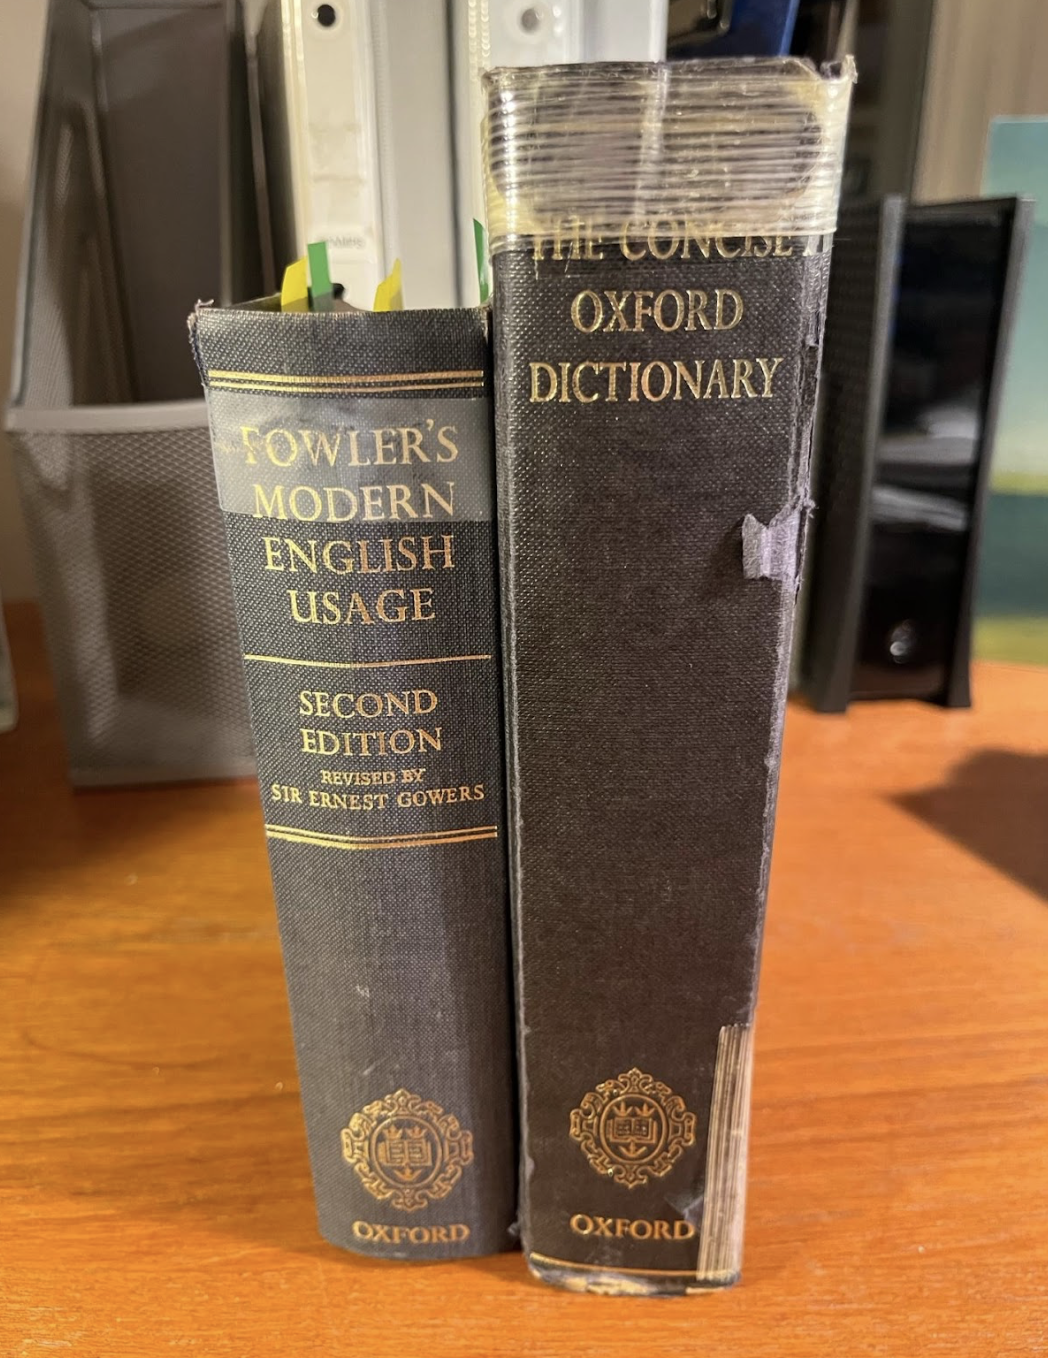 FOWLER'S
MODERN
ENGLISH
USAGE
SECOND
EDITION
REVISED BY
SIR ERNEST GOWERS
OXFORD
THE CONCISE
OXFORD
DICTIONARY
OXFORD